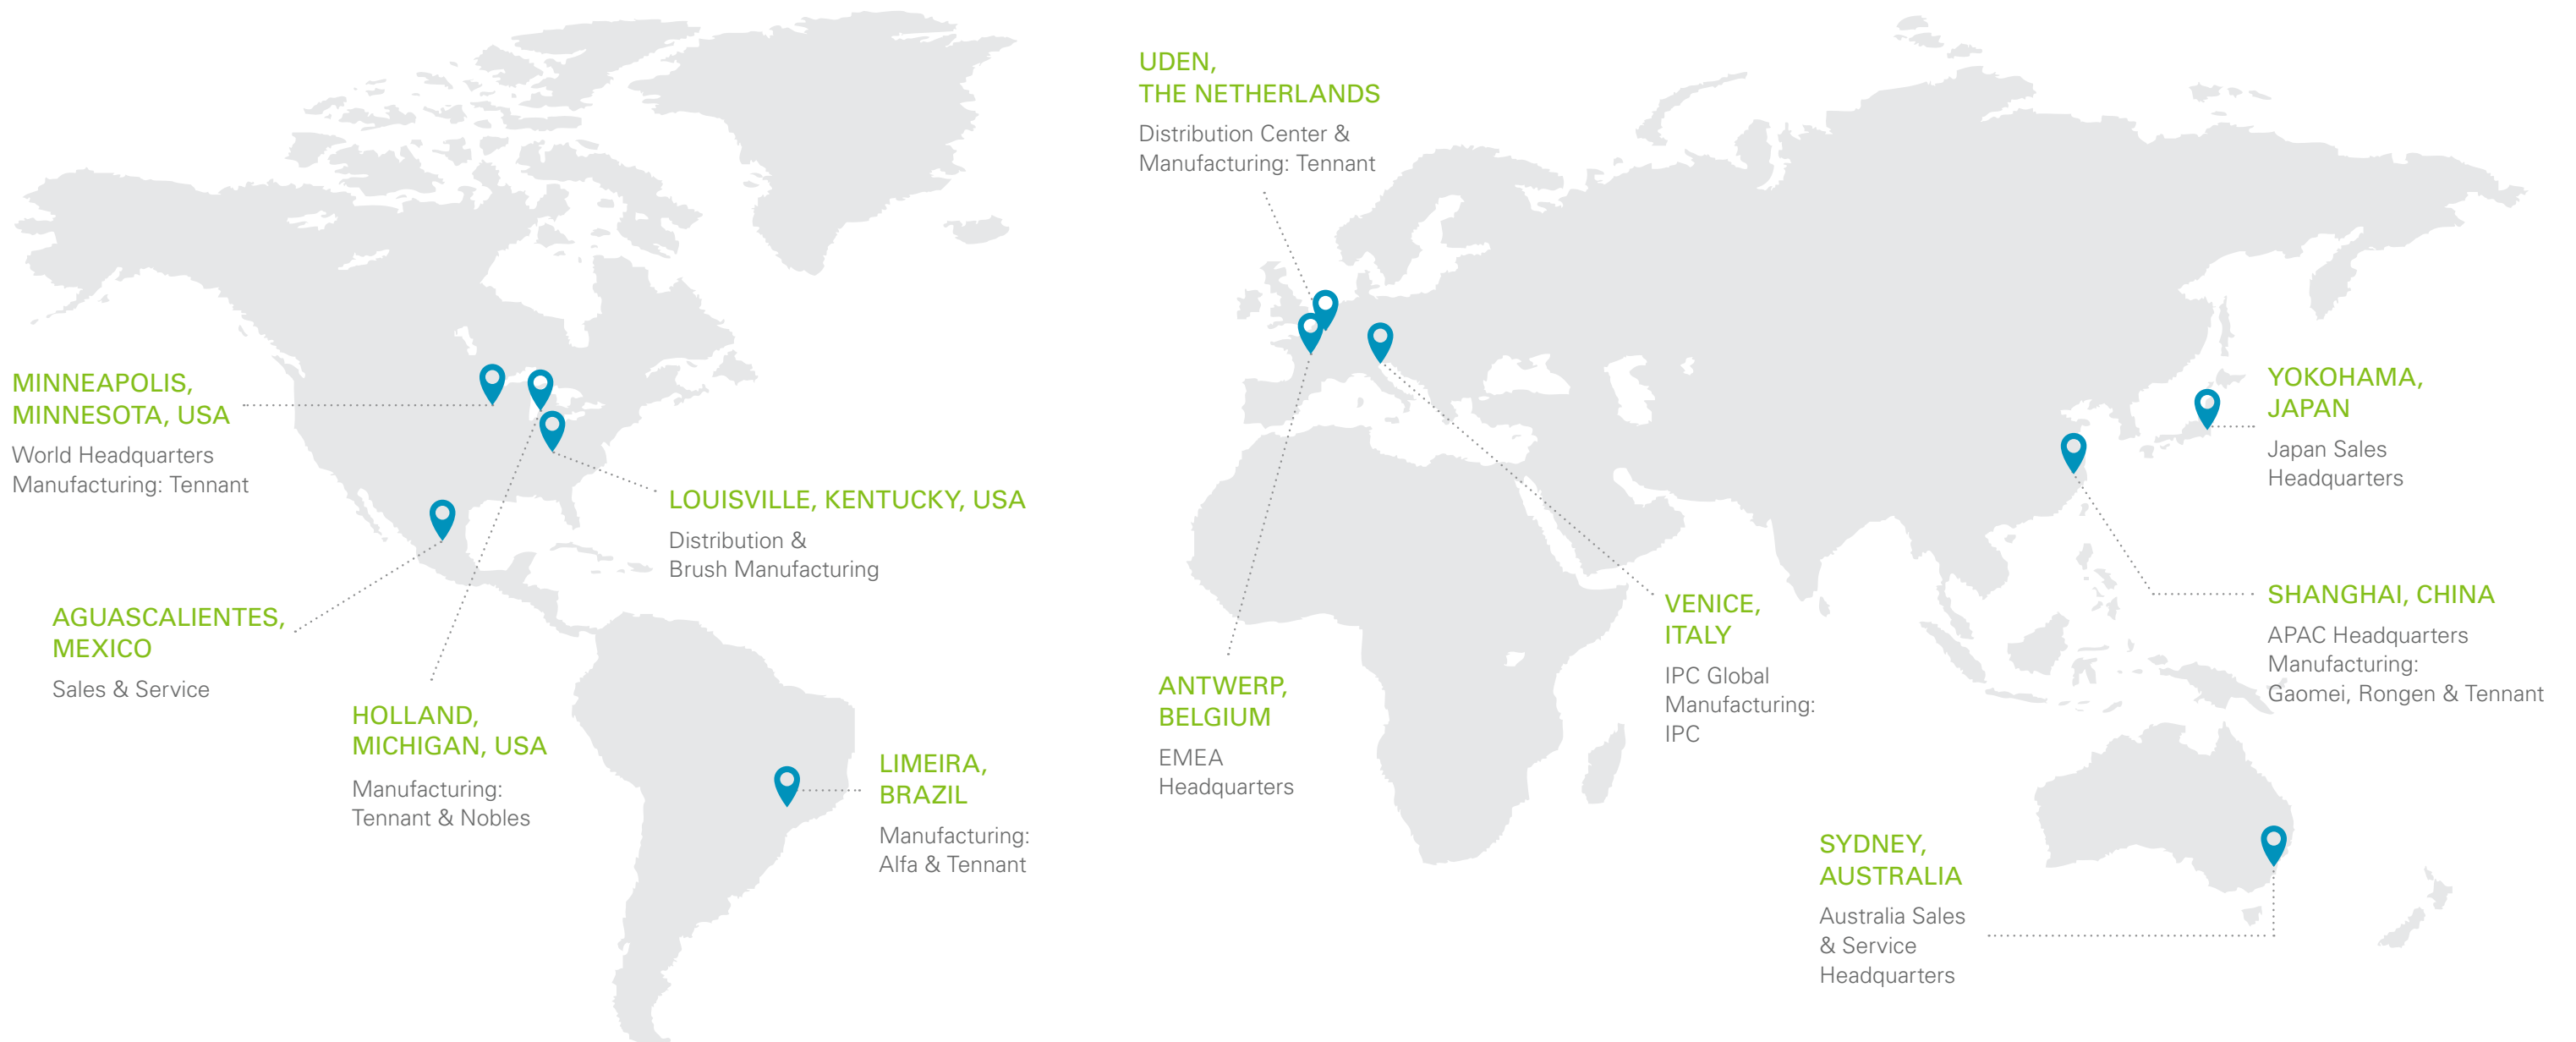 UDEN,
THE NETHERLANDS
Distribution Center &
Manufacturing: Tennant
MINNEAPOLIS,
MINNESOTA, USA
World Headquarters
Manufacturing: Tennant
LOUISVILLE, KENTUCKY, USA
Distribution &
Brush Manufacturing
AGUASCALIENTES,
MEXICO
Sales & Service
HOLLAND,
MICHIGAN, USA
Manufacturing:
Tennant & Nobles
LIMEIRA,
BRAZIL
Manufacturing:
Alfa & Tennant
ANTWERP,
BELGIUM
EMEA
Headquarters
VENICE,
ITALY
IPC Global
Manufacturing:
IPC
YOKOHAMA,
JAPAN
Japan Sales
Headquarters
SHANGHAI, CHINA
APAC Headquarters
Manufacturing:
Gaomei, Rongen & Tennant
SYDNEY,
AUSTRALIA
Australia Sales
& Service
Headquarters